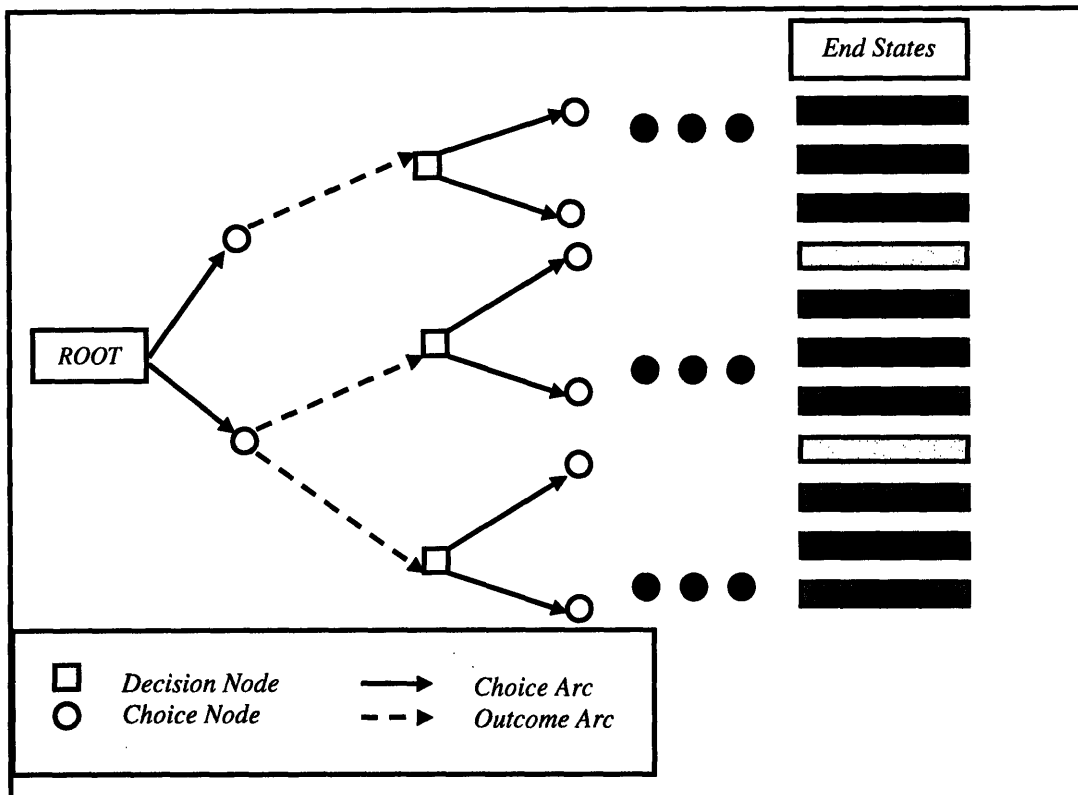 End States
ROOT
Decision Node
Choice Arc
Choice Node
Outcome Arc